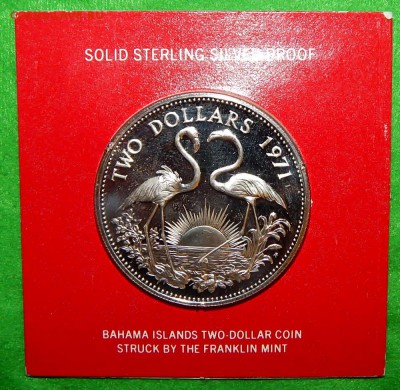 SOLID STERLING SILVER PROOF
TWO DOLLARS 1971
BAHAMA ISLANDS TWO-DOLLAR COIN
STRUCK BY THE FRANKLIN MINT